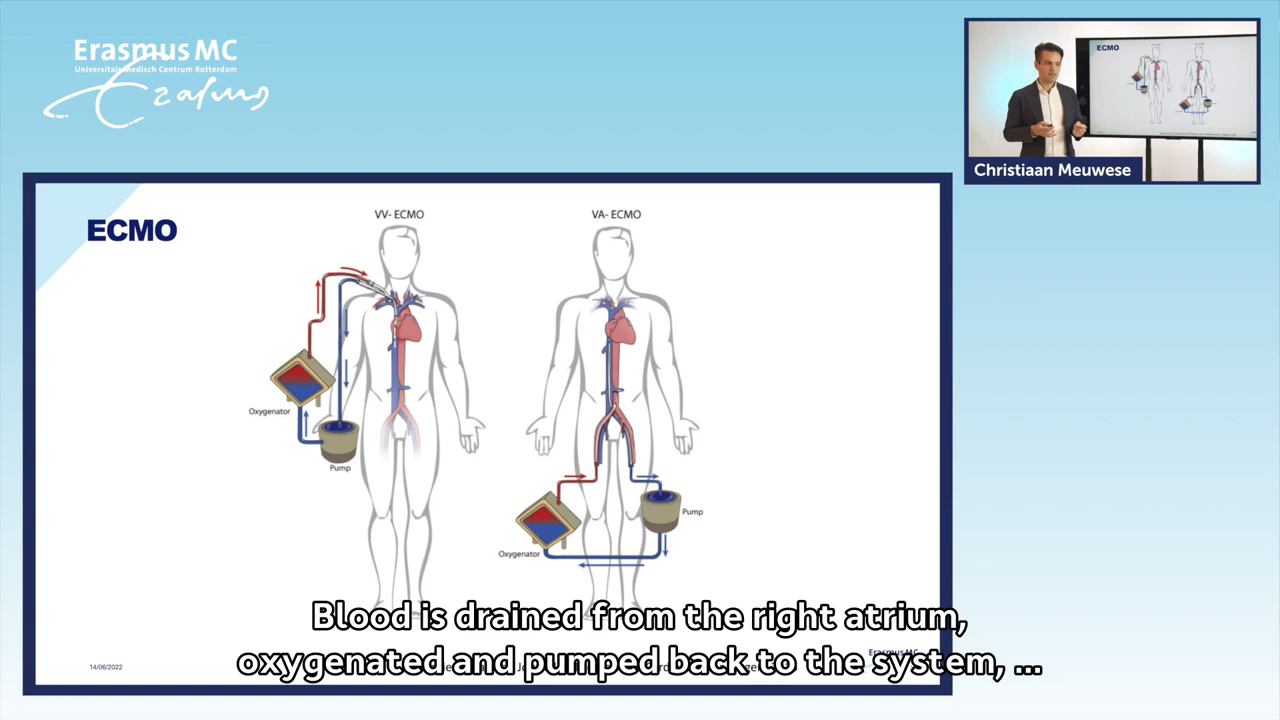 Erasmus MC
Universitair Medisch Centrum Rotterdam
Erasmus
ECMO
Christiaan Meuwese
ECMO
VV- ECMO
VA- ECMO
Oxygenator
Pump
Pump
Oxygenator
Blood is drained from the right atrium,
oxygenated and pumped back to the system, ...
14/06/2022
Erasmus MC